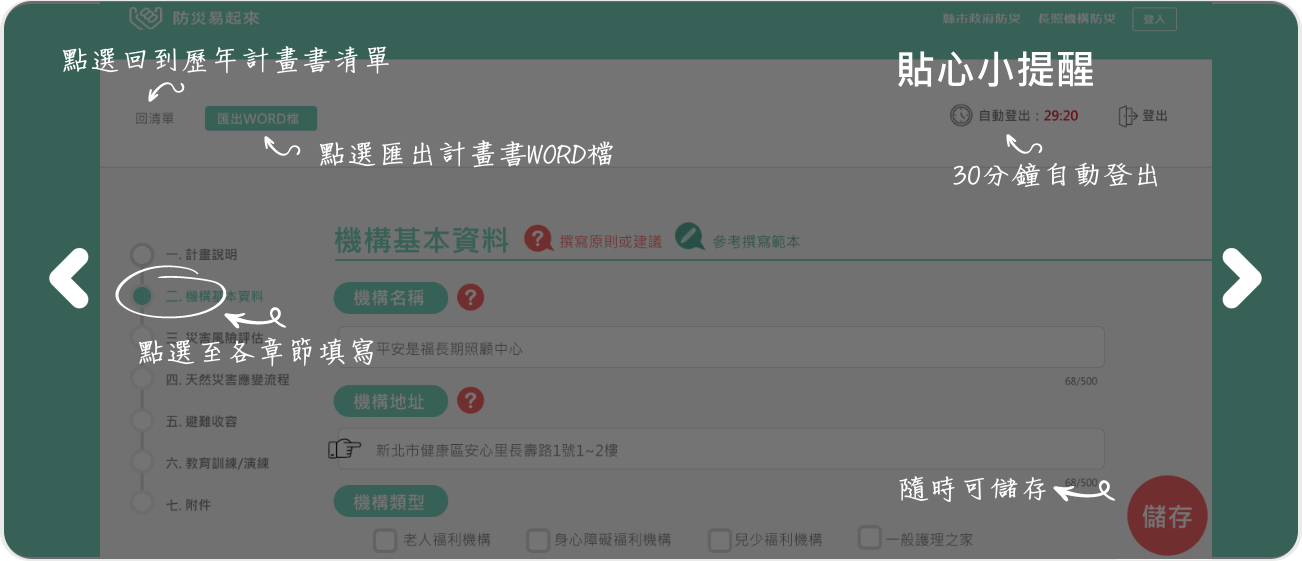 防災易起來
縣市政府防災 長照機構防災 登入
點選回到歷年計畫書清單
貼心小提醒
回清單 匯出WORD檔
自動登出：29:20 登出
點選匯出計畫書WORD檔
30分鐘自動登出
機構基本資料 ? 撰寫原則或建議 參考撰寫範本
一. 計畫說明
二. 機構基本資料
機構名稱 ?
三. 災害風險評估
點選至各章節填寫
平安是福長期照顧中心
68/500
四. 天然災害應變流程
機構地址 ?
五. 避難收容
新北市健康區安心里長壽路1號1~2樓
六. 教育訓練/演練
68/500
隨時可儲存
儲存
七. 附件
機構類型
老人福利機構 身心障礙福利機構 兒少福利機構 一般護理之家